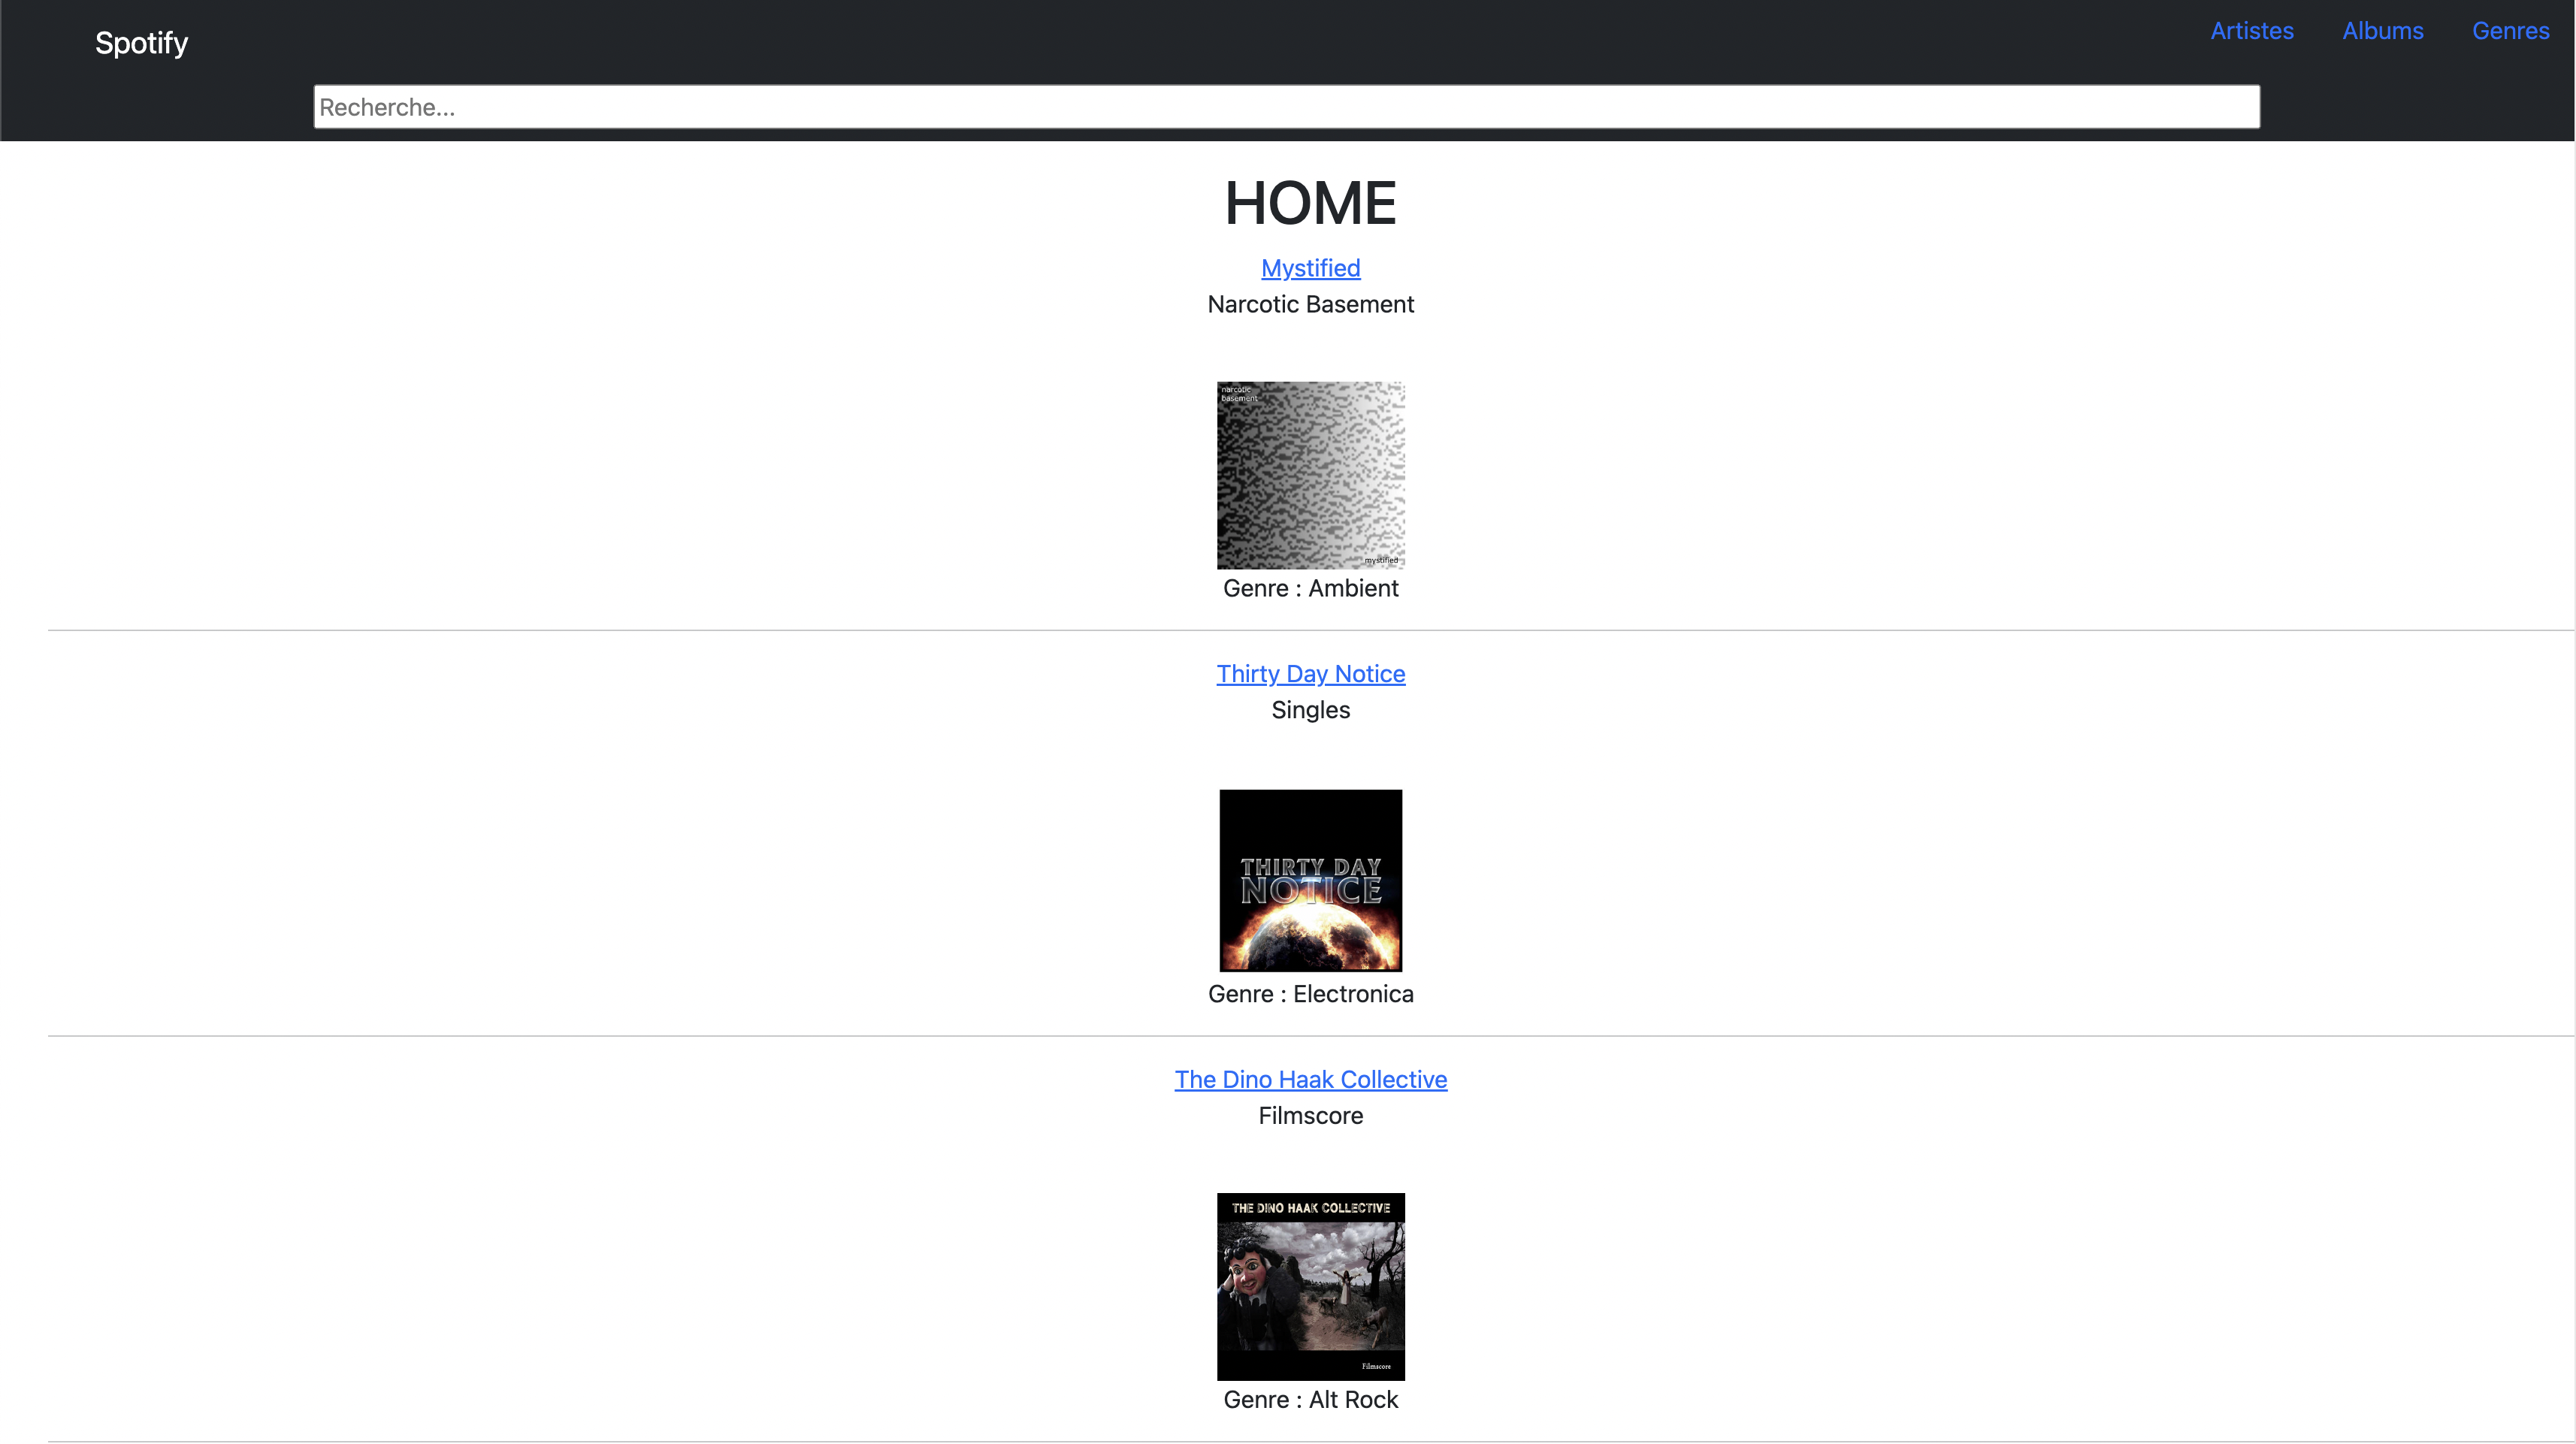 Spotify
Artistes Albums Genres
Recherche...
HOME
Mystified
Narcotic Basement
narcotic
basement
mystified
Genre : Ambient
Thirty Day Notice
Singles
THIRTY DAY
NOTICE
Genre : Electronica
The Dino Haak Collective
Filmscore
THE DINO HAAK COLLECTIVE
Filmscore
Genre : Alt Rock